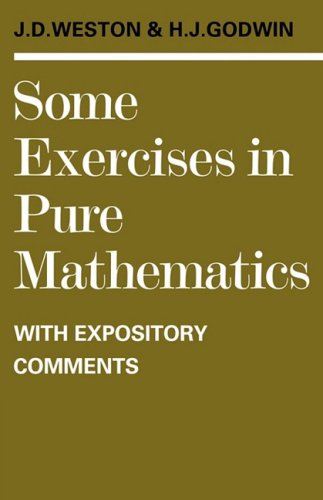 J.D.WESTON & H.J.GODWIN
Some
Exercises in
Pure
Mathematics
WITH EXPOSITORY
COMMENTS